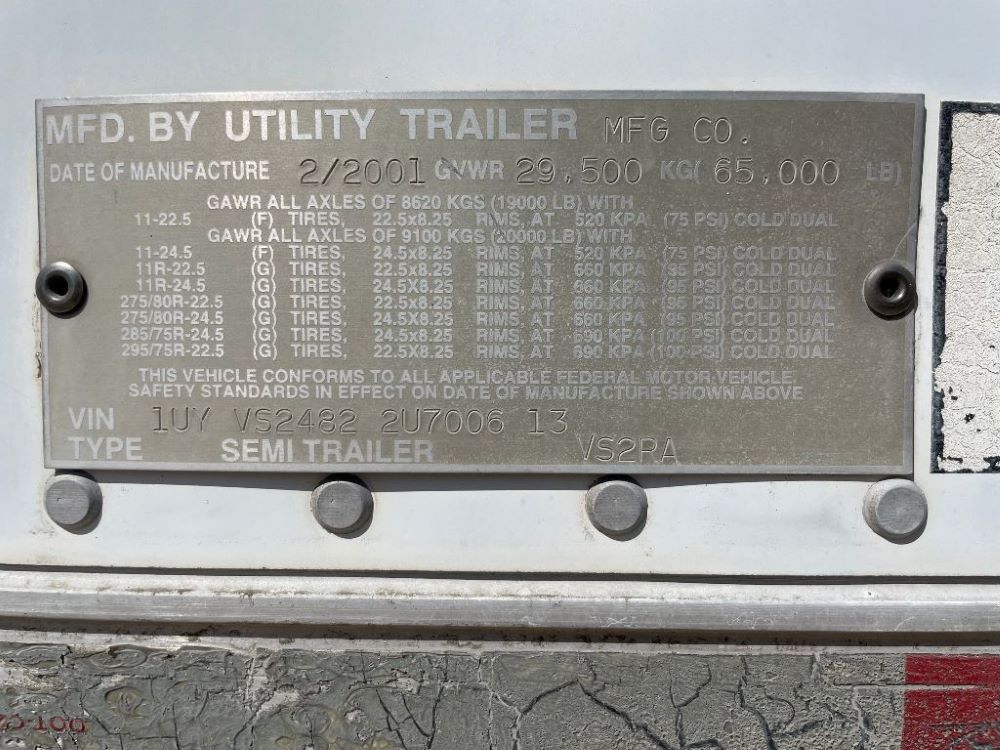 MFD. BY UTILITY TRAILER MFG CO.
DATE OF MANUFACTURE 2/2001 GVWR 29,500 KG( 65,000 LB)
GAWR ALL AXLES OF 8620 KGS (19000 LB) WITH
11-22.5 (F) TIRES, 22.5x8.25 RIMS, AT 520 KPA (75 PSI) COLD DUAL
GAWR ALL AXLES OF 9100 KGS (20000 LB) WITH
11-24.5 (F) TIRES, 24.5x8.25 RIMS, AT 520 KPA (75 PSI) COLD DUAL
11R-22.5 (G) TIRES, 22.5x8.25 RIMS, AT 660 KPA (95 PSI) COLD DUAL
11R-24.5 (G) TIRES, 24.5X8.25 RIMS, AT 660 KPA (95 PSI) COLD DUAL
275/80R-22.5 (G) TIRES, 22.5X8.25 RIMS, AT 660 KPA (95 PSI) COLD DUAL
275/80R-24.5 (G) TIRES, 24.5X8.25 RIMS, AT 660 KPA (95 PSI) COLD DUAL
285/75R-24.5 (G) TIRES, 24.5X8.25 RIMS, AT 690 KPA (100 PSI) COLD DUAL
295/75R-22.5 (G) TIRES, 22.5X8.25 RIMS, AT 690 KPA (100 PSI) COLD DUAL
THIS VEHICLE CONFORMS TO ALL APPLICABLE FEDERAL MOTOR VEHICLE
SAFETY STANDARDS IN EFFECT ON DATE OF MANUFACTURE SHOWN ABOVE
VIN 1UY VS2482 2U7006 13
TYPE SEMI TRAILER VS2RA